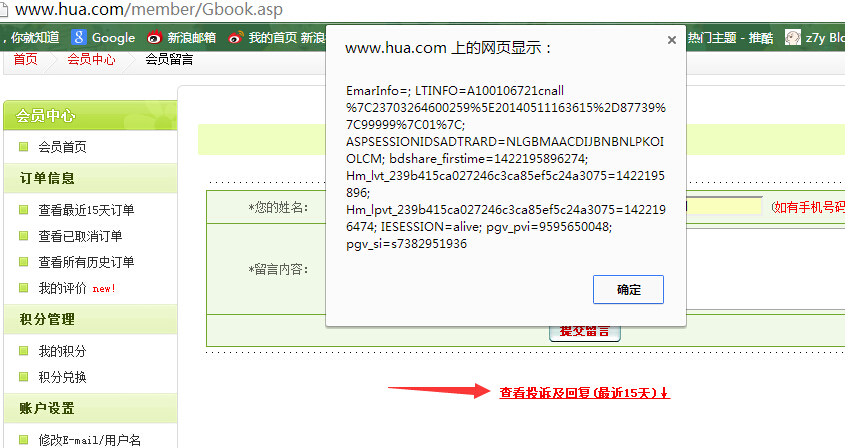 www.hua.com/member/Gbook.asp
，你就知道 Google 新浪邮箱 我的首页 新浪 热门主题 - 推酷 z7y Blo
首页 会员中心 会员留言
www.hua.com 上的网页显示：
EmarInfo=; LTINFO=A100106721cnall
%7C23703264600259%5E20140511163615%2D87739%
7C99999%7C01%7C;
ASPSESSIONIDSADTRARD=NLGBMAACDIJBNBNLPKOI
OLCM; bdshare_firstime=1422195896274;
Hm_lvt_239b415ca027246c3ca85ef5c24a3075=1422195
896;
Hm_lpvt_239b415ca027246c3ca85ef5c24a3075=142219
6474; IESESSION=alive; pgv_pvi=9595650048;
pgv_si=s7382951936
确定
会员中心
会员首页
订单信息
查看最近15天订单
查看已取消订单
查看所有历史订单
我的评价 new!
积分管理
我的积分
积分兑换
账户设置
修改E-mail/用户名
*您的姓名：
(如有手机号码
*留言内容：
提交留言
查看投诉及回复(最近15天)↓